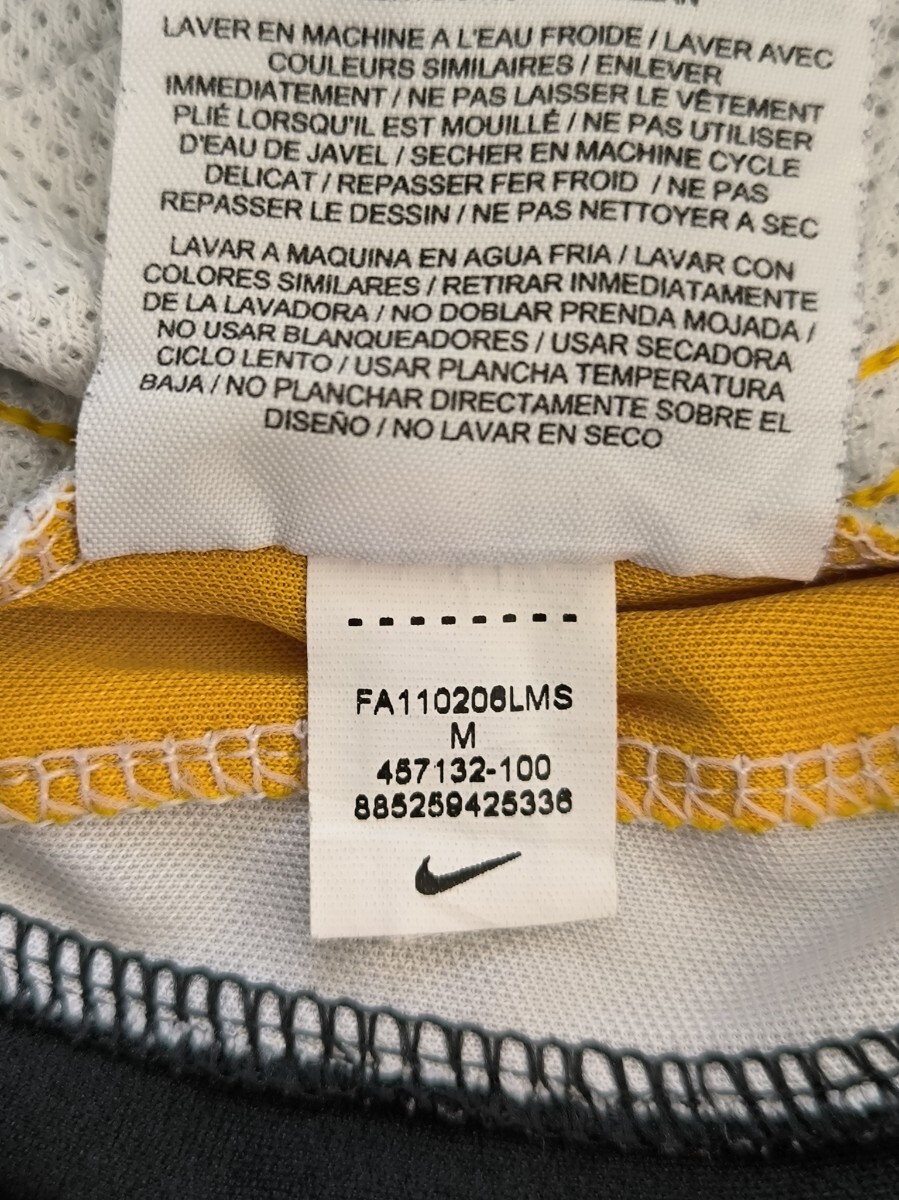 LAVER EN MACHINE A L'EAU FROIDE / LAVER AVEC
COULEURS SIMILAIRES / ENLEVER
IMMEDIATEMENT / NE PAS LAISSER LE VÊTEMENT
PLIÉ LORSQU'IL EST MOUILLÉ / NE PAS UTILISER
D'EAU DE JAVEL / SECHER EN MACHINE CYCLE
DELICAT / REPASSER FER FROID / NE PAS
REPASSER LE DESSIN / NE PAS NETTOYER A SEC
LAVAR A MAQUINA EN AGUA FRIA / LAVAR CON
COLORES SIMILARES / RETIRAR INMEDIATAMENTE
DE LA LAVADORA / NO DOBLAR PRENDA MOJADA /
NO USAR BLANQUEADORES / USAR SECADORA
CICLO LENTO / USAR PLANCHA TEMPERATURA
BAJA / NO PLANCHAR DIRECTAMENTE SOBRE EL
DISEÑO / NO LAVAR EN SECO
FA110206LMS
M
457132-100
885259425336